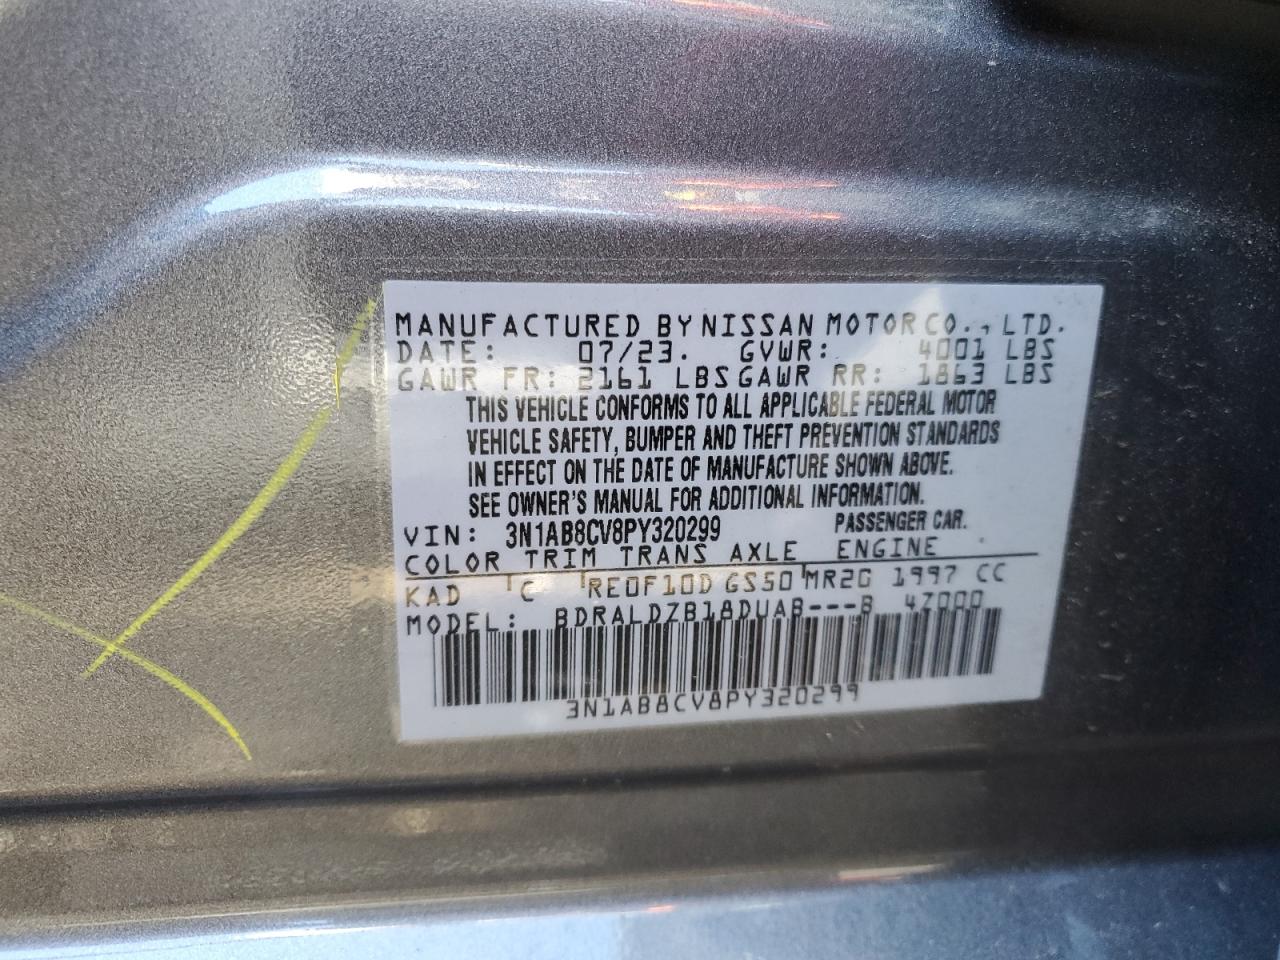 MANUFACTURED BY NISSAN MOTOR CO., LTD.
DATE: 07/23. GVWR: 4001 LBS
GAWR FR: 2161 LBS GAWR RR: 1863 LBS
THIS VEHICLE CONFORMS TO ALL APPLICABLE FEDERAL MOTOR
VEHICLE SAFETY, BUMPER AND THEFT PREVENTION STANDARDS
IN EFFECT ON THE DATE OF MANUFACTURE SHOWN ABOVE.
SEE OWNER'S MANUAL FOR ADDITIONAL INFORMATION.
VIN: 3N1AB8CV8PY320299 PASSENGER CAR.
COLOR TRIM TRANS AXLE ENGINE
KAD C RE0F10D GS50 MR20 1997 CC
MODEL: BDRALDZB18DUAB---B 4Z000
3N1AB8CV8PY320299